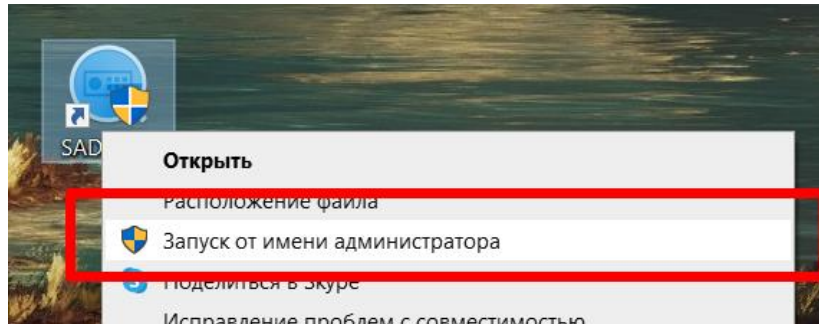 SAD
Открыть
Расположение файла
Запуск от имени администратора
Поделиться в Skype
Исправление проблем с совместимостью